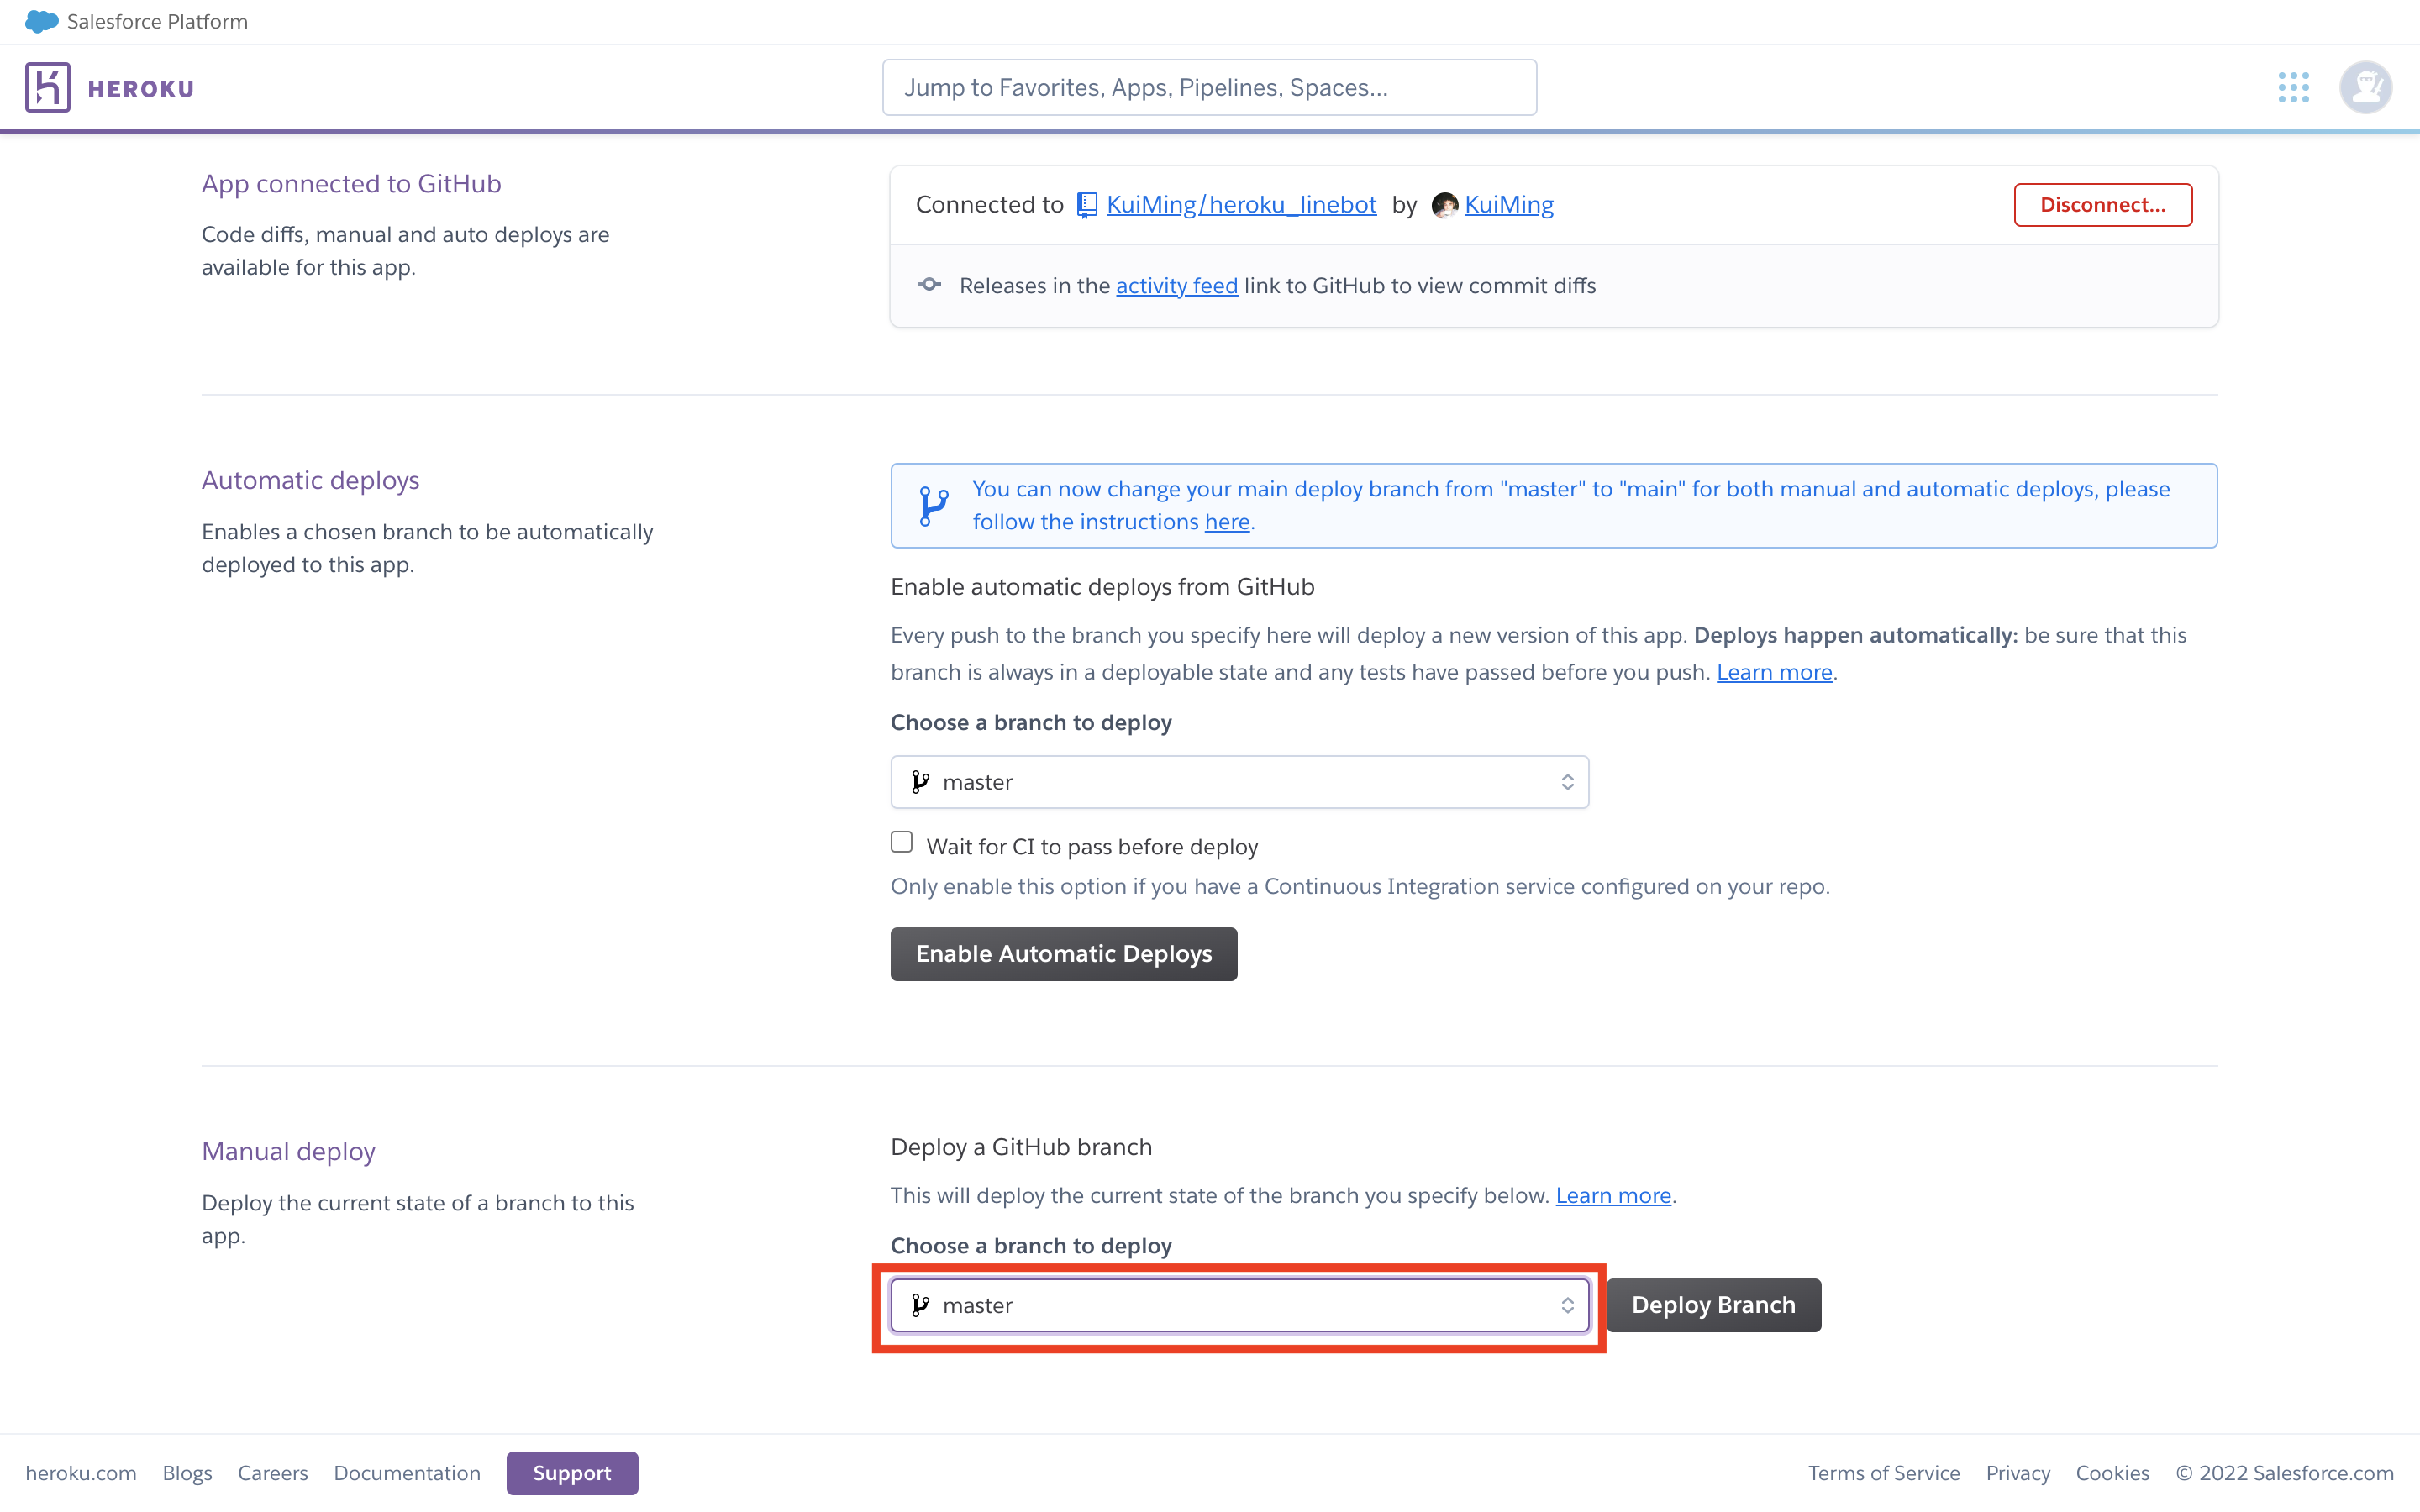 Salesforce Platform
HEROKU
Jump to Favorites, Apps, Pipelines, Spaces...
App connected to GitHub
Code diffs, manual and auto deploys are
available for this app.
Connected to KuiMing/heroku_linebot by KuiMing
Disconnect...
Releases in the activity feed link to GitHub to view commit diffs
Automatic deploys
Enables a chosen branch to be automatically
deployed to this app.
You can now change your main deploy branch from "master" to "main" for both manual and automatic deploys, please
follow the instructions here.
Enable automatic deploys from GitHub
Every push to the branch you specify here will deploy a new version of this app. Deploys happen automatically: be sure that this
branch is always in a deployable state and any tests have passed before you push. Learn more.
Choose a branch to deploy
master
Wait for CI to pass before deploy
Only enable this option if you have a Continuous Integration service configured on your repo.
Enable Automatic Deploys
Manual deploy
Deploy the current state of a branch to this
app.
Deploy a GitHub branch
This will deploy the current state of the branch you specify below. Learn more.
Choose a branch to deploy
master
Deploy Branch
heroku.com Blogs Careers Documentation Support
Terms of Service Privacy Cookies © 2022 Salesforce.com